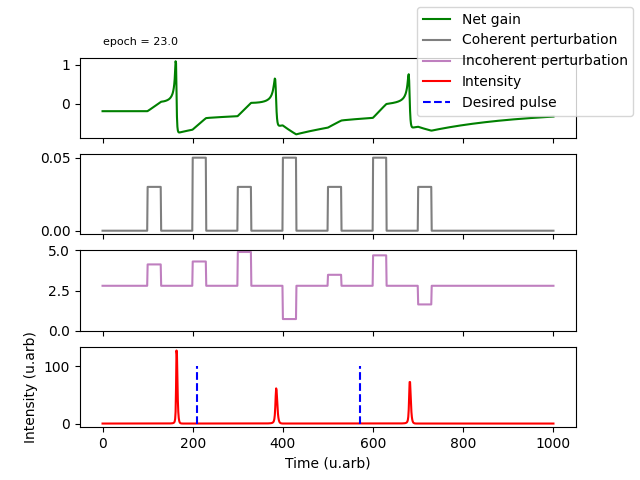 Net gain
Coherent perturbation
Incoherent perturbation
Intensity
Desired pulse
epoch = 23.0
1
0
0.05
0.00
5.0
2.5
0.0
100
0
Intensity (u.arb)
0 200 400 600 800 1000
Time (u.arb)